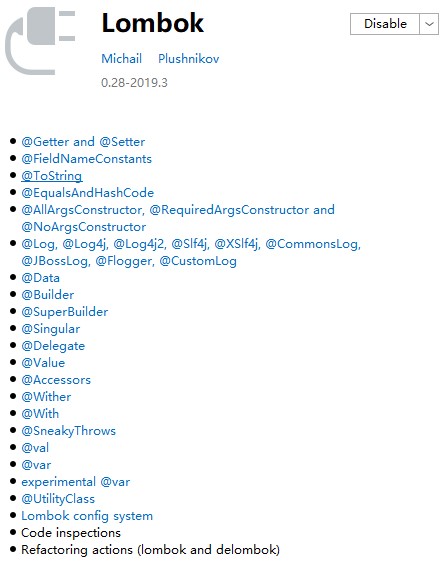 Lombok
Disable
Michail Plushnikov
0.28-2019.3
@Getter and @Setter
@FieldNameConstants
@ToString
@EqualsAndHashCode
@AllArgsConstructor, @RequiredArgsConstructor and
@NoArgsConstructor
@Log, @Log4j, @Log4j2, @Slf4j, @XSlf4j, @CommonsLog,
@JBossLog, @Flogger, @CustomLog
@Data
@Builder
@SuperBuilder
@Singular
@Delegate
@Value
@Accessors
@Wither
@With
@SneakyThrows
@val
@var
experimental @var
@UtilityClass
Lombok config system
Code inspections
Refactoring actions (lombok and delombok)